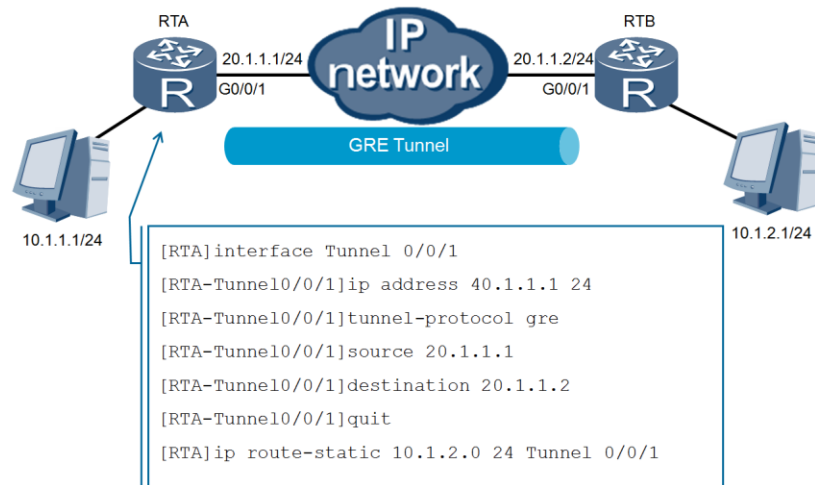 RTA
RTB
20.1.1.1/24
IP
network
20.1.1.2/24
G0/0/1
G0/0/1
R
R
GRE Tunnel
10.1.1.1/24
10.1.2.1/24
[RTA]interface Tunnel 0/0/1
[RTA-Tunnel0/0/1]ip address 40.1.1.1 24
[RTA-Tunnel0/0/1]tunnel-protocol gre
[RTA-Tunnel0/0/1]source 20.1.1.1
[RTA-Tunnel0/0/1]destination 20.1.1.2
[RTA-Tunnel0/0/1]quit
[RTA]ip route-static 10.1.2.0 24 Tunnel 0/0/1